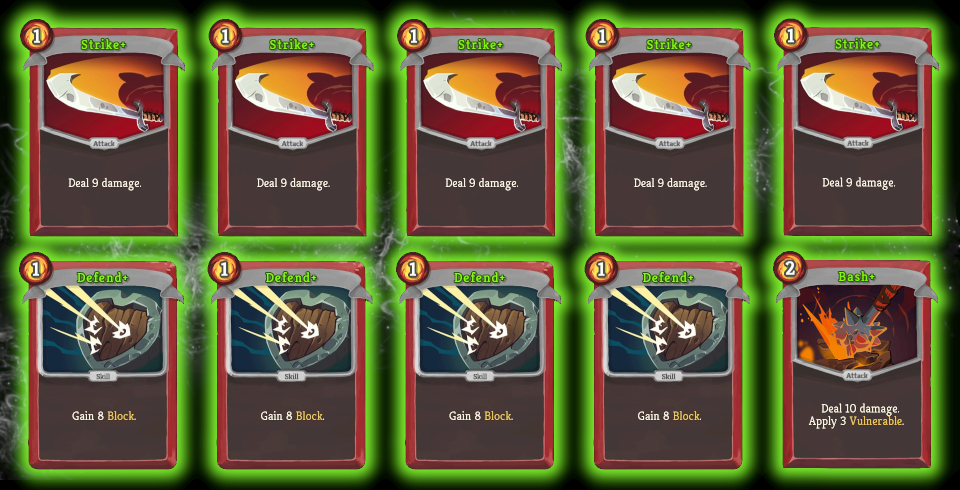 1
Strike+
Attack
Deal 9 damage.
1
Strike+
Attack
Deal 9 damage.
1
Strike+
Attack
Deal 9 damage.
1
Strike+
Attack
Deal 9 damage.
1
Strike+
Attack
Deal 9 damage.
1
Defend+
Skill
Gain 8 Block.
1
Defend+
Skill
Gain 8 Block.
1
Defend+
Skill
Gain 8 Block.
1
Defend+
Skill
Gain 8 Block.
2
Bash+
Attack
Deal 10 damage.
Apply 3 Vulnerable.